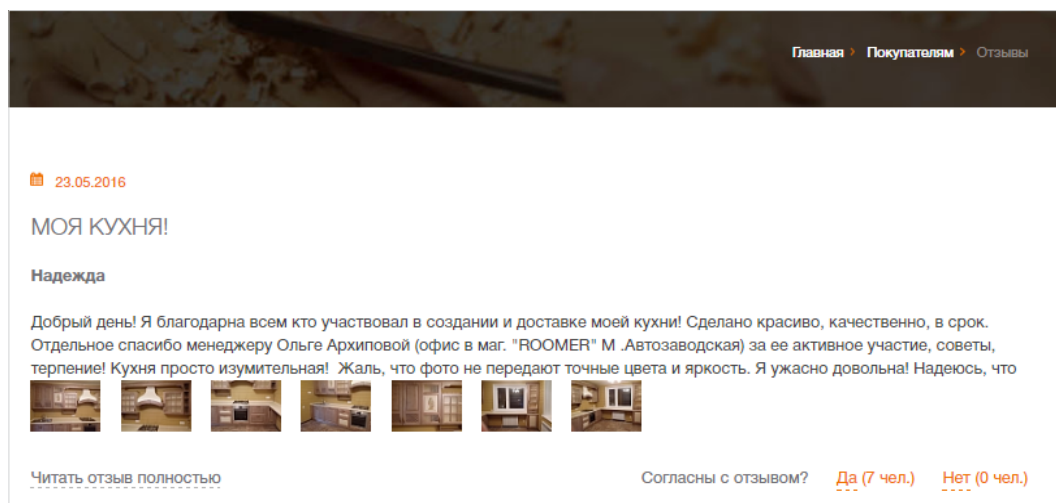 Главная > Покупателям > Отзывы
23.05.2016
МОЯ КУХНЯ!
Надежда
Добрый день! Я благодарна всем кто участвовал в создании и доставке моей кухни! Сделано красиво, качественно, в срок.
Отдельное спасибо менеджеру Ольге Архиповой (офис в маг. "ROOMER" М .Автозаводская) за ее активное участие, советы,
терпение! Кухня просто изумительная!  Жаль, что фото не передают точные цвета и яркость. Я ужасно довольна! Надеюсь, что
Читать отзыв полностью
Согласны с отзывом? Да (7 чел.) Нет (0 чел.)